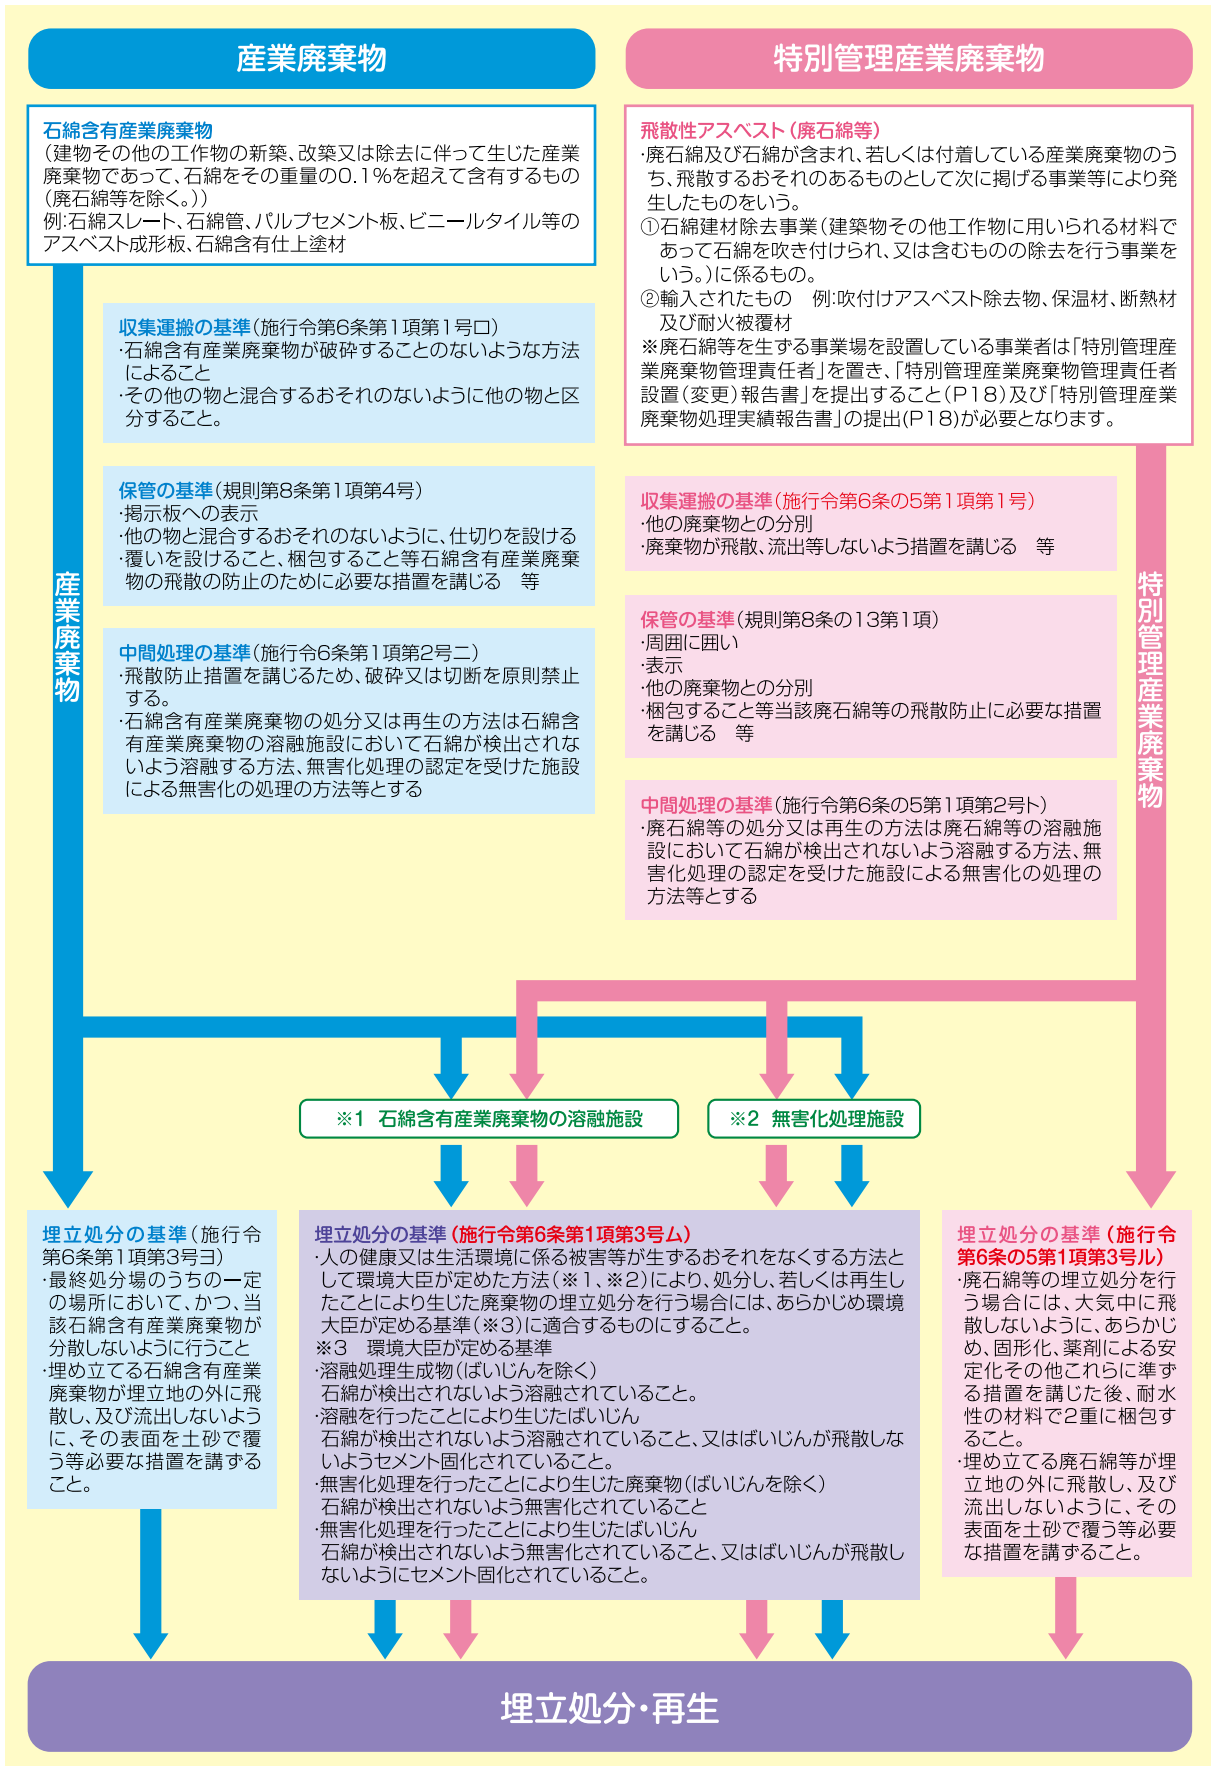 産業廃棄物
石綿含有産業廃棄物
（建物その他の工作物の新築、改築又は除去に伴って生じた産業
廃棄物であって、石綿をその重量の0.1%を超えて含有するもの
（廃石綿等を除く。））
例：石綿スレート、石綿管、パルプセメント板、ビニールタイル等の
アスベスト成形板、石綿含有仕上塗材
収集運搬の基準（施行令第6条第1項第1号ロ）
・石綿含有産業廃棄物が破砕することのないような方法
によること
・その他の物と混合するおそれのないように他の物と区
分すること。
保管の基準（規則第8条第1項第4号）
・掲示板への表示
・他の物と混合するおそれのないように、仕切りを設ける
・覆いを設けること、梱包すること等石綿含有産業廃棄
物の飛散の防止のために必要な措置を講じる　等
中間処理の基準（施行令6条第1項第2号ニ）
・飛散防止措置を講じるため、破砕又は切断を原則禁止
する。
・石綿含有産業廃棄物の処分又は再生の方法は石綿含
有産業廃棄物の溶融施設において石綿が検出されな
いよう溶融する方法、無害化処理の認定を受けた施設
による無害化の処理の方法等とする
産業廃棄物
特別管理産業廃棄物
飛散性アスベスト（廃石綿等）
・廃石綿及び石綿が含まれ、若しくは付着している産業廃棄物のう
ち、飛散するおそれのあるものとして次に掲げる事業等により発
生したものをいう。
①石綿建材除去事業（建築物その他工作物に用いられる材料で
あって石綿を吹き付けられ、又は含むものの除去を行う事業を
いう。）に係るもの。
②輸入されたもの　例：吹付けアスベスト除去物、保温材、断熱材
及び耐火被覆材
※廃石綿等を生ずる事業場を設置している事業者は「特別管理産
業廃棄物管理責任者」を置き、「特別管理産業廃棄物管理責任者
設置（変更）報告書」を提出すること（P18）及び「特別管理産業
廃棄物処理実績報告書」の提出(P18)が必要となります。
収集運搬の基準（施行令第6条の5第1項第1号）
・他の廃棄物との分別
・廃棄物が飛散、流出等しないよう措置を講じる　等
保管の基準（規則第8条の13第1項）
・周囲に囲い
・表示
・他の廃棄物との分別
・梱包すること等当該廃石綿等の飛散防止に必要な措置
を講じる　等
中間処理の基準（施行令第6条の5第1項第2号ト）
・廃石綿等の処分又は再生の方法は廃石綿等の溶融施
設において石綿が検出されないよう溶融する方法、無
害化処理の認定を受けた施設による無害化の処理の
方法等とする
特別管理産業廃棄物
※1　石綿含有産業廃棄物の溶融施設
※2　無害化処理施設
埋立処分の基準（施行令
第6条第1項第3号ヨ）
・最終処分場のうちの一定
の場所において、かつ、当
該石綿含有産業廃棄物が
分散しないように行うこと
・埋め立てる石綿含有産業
廃棄物が埋立地の外に飛
散し、及び流出しないよう
に、その表面を土砂で覆
う等必要な措置を講ずる
こと。
埋立処分の基準（施行令第6条第1項第3号ム）
・人の健康又は生活環境に係る被害等が生ずるおそれをなくする方法と
して環境大臣が定めた方法（※1、※2）により、処分し、若しくは再生し
たことにより生じた廃棄物の埋立処分を行う場合には、あらかじめ環境
大臣が定める基準（※3）に適合するものにすること。
※3　環境大臣が定める基準
・溶融処理生成物（ばいじんを除く）
石綿が検出されないよう溶融されていること。
・溶融を行ったことにより生じたばいじん
石綿が検出されないよう溶融されていること、又はばいじんが飛散しな
いようセメント固化されていること。
・無害化処理を行ったことにより生じた廃棄物（ばいじんを除く）
石綿が検出されないよう無害化されていること
・無害化処理を行ったことにより生じたばいじん
石綿が検出されないよう無害化されていること、又はばいじんが飛散し
ないようにセメント固化されていること。
埋立処分の基準（施行令
第6条の5第1項第3号ル）
・廃石綿等の埋立処分を行
う場合には、大気中に飛
散しないように、あらかじ
め、固形化、薬剤による安
定化その他これらに準ず
る措置を講じた後、耐水
性の材料で2重に梱包す
ること。
・埋め立てる廃石綿等が埋
立地の外に飛散し、及び
流出しないように、その
表面を土砂で覆う等必要
な措置を講ずること。
埋立処分・再生